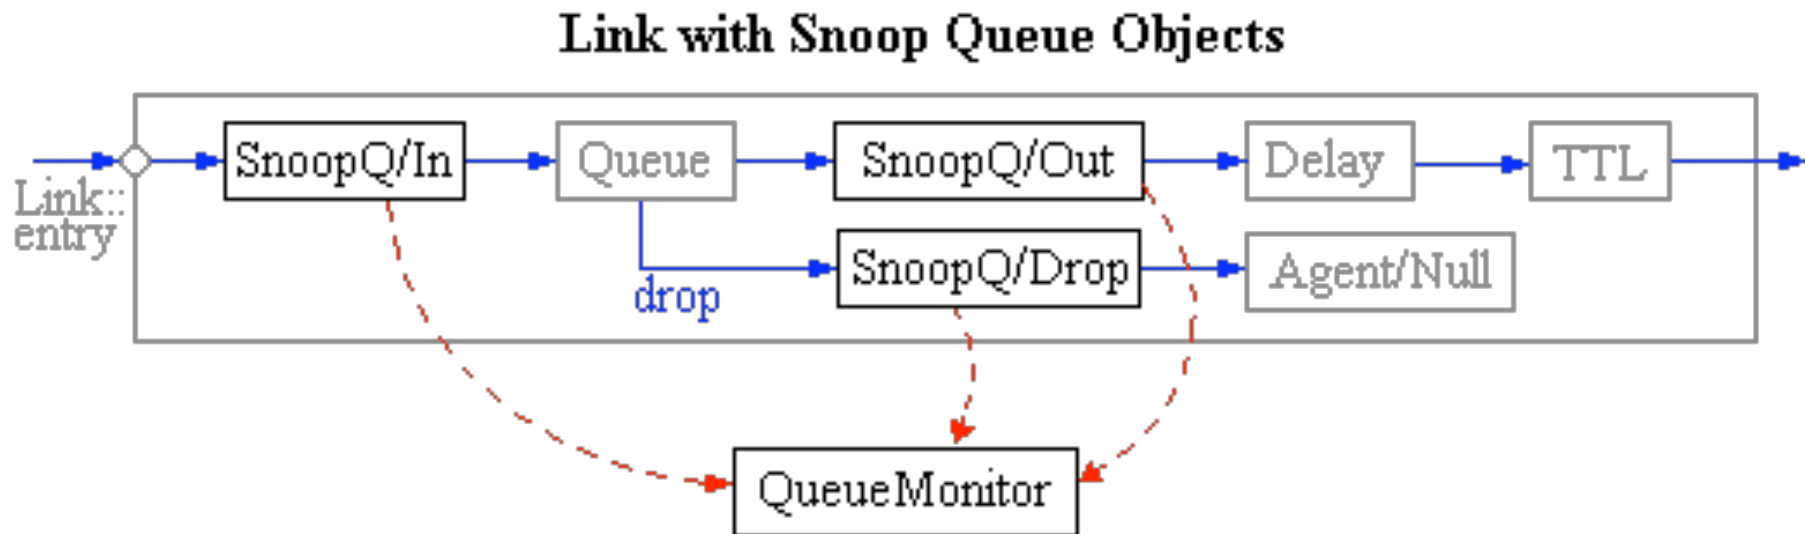 Link with Snoop Queue Objects
SnoopQ/In
Queue
SnoopQ/Out
Delay
TTL
Link::
entry
drop
SnoopQ/Drop
Agent/Null
QueueMonitor